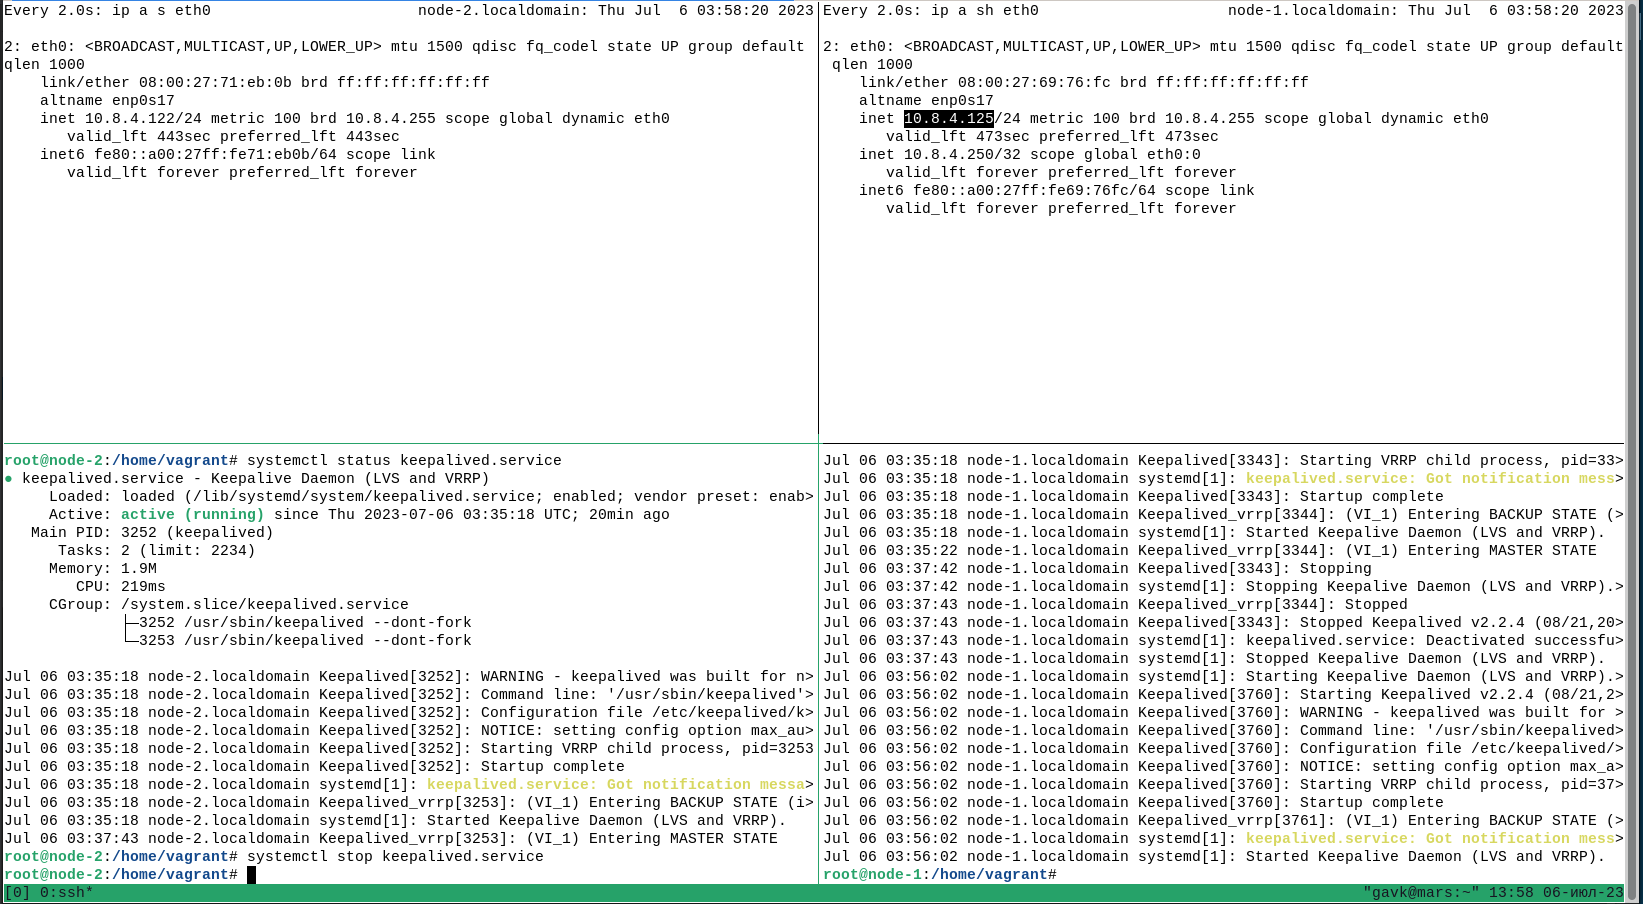 Every 2.0s: ip a s eth0                       node-2.localdomain: Thu Jul  6 03:58:20 2023

2: eth0: <BROADCAST,MULTICAST,UP,LOWER_UP> mtu 1500 qdisc fq_codel state UP group default
qlen 1000
    link/ether 08:00:27:71:eb:0b brd ff:ff:ff:ff:ff:ff
    altname enp0s17
    inet 10.8.4.122/24 metric 100 brd 10.8.4.255 scope global dynamic eth0
       valid_lft 443sec preferred_lft 443sec
    inet6 fe80::a00:27ff:fe71:eb0b/64 scope link
       valid_lft forever preferred_lft forever
Every 2.0s: ip a sh eth0                     node-1.localdomain: Thu Jul  6 03:58:20 2023

2: eth0: <BROADCAST,MULTICAST,UP,LOWER_UP> mtu 1500 qdisc fq_codel state UP group default
 qlen 1000
    link/ether 08:00:27:69:76:fc brd ff:ff:ff:ff:ff:ff
    altname enp0s17
    inet 10.8.4.125/24 metric 100 brd 10.8.4.255 scope global dynamic eth0
       valid_lft 473sec preferred_lft 473sec
    inet 10.8.4.250/32 scope global eth0:0
       valid_lft forever preferred_lft forever
    inet6 fe80::a00:27ff:fe69:76fc/64 scope link
       valid_lft forever preferred_lft forever
root@node-2:/home/vagrant# systemctl status keepalived.service
● keepalived.service - Keepalive Daemon (LVS and VRRP)
     Loaded: loaded (/lib/systemd/system/keepalived.service; enabled; vendor preset: enab>
     Active: active (running) since Thu 2023-07-06 03:35:18 UTC; 20min ago
   Main PID: 3252 (keepalived)
      Tasks: 2 (limit: 2234)
     Memory: 1.9M
        CPU: 219ms
     CGroup: /system.slice/keepalived.service
             ├─3252 /usr/sbin/keepalived --dont-fork
             └─3253 /usr/sbin/keepalived --dont-fork

Jul 06 03:35:18 node-2.localdomain Keepalived[3252]: WARNING - keepalived was built for n>
Jul 06 03:35:18 node-2.localdomain Keepalived[3252]: Command line: '/usr/sbin/keepalived'>
Jul 06 03:35:18 node-2.localdomain Keepalived[3252]: Configuration file /etc/keepalived/k>
Jul 06 03:35:18 node-2.localdomain Keepalived[3252]: NOTICE: setting config option max_au>
Jul 06 03:35:18 node-2.localdomain Keepalived[3252]: Starting VRRP child process, pid=3253
Jul 06 03:35:18 node-2.localdomain Keepalived[3252]: Startup complete
Jul 06 03:35:18 node-2.localdomain systemd[1]: keepalived.service: Got notification messa>
Jul 06 03:35:18 node-2.localdomain Keepalived_vrrp[3253]: (VI_1) Entering BACKUP STATE (i>
Jul 06 03:35:18 node-2.localdomain systemd[1]: Started Keepalive Daemon (LVS and VRRP).
Jul 06 03:37:43 node-2.localdomain Keepalived_vrrp[3253]: (VI_1) Entering MASTER STATE
root@node-2:/home/vagrant# systemctl stop keepalived.service
root@node-2:/home/vagrant#
Jul 06 03:35:18 node-1.localdomain Keepalived[3343]: Starting VRRP child process, pid=33>
Jul 06 03:35:18 node-1.localdomain systemd[1]: keepalived.service: Got notification mess>
Jul 06 03:35:18 node-1.localdomain Keepalived[3343]: Startup complete
Jul 06 03:35:18 node-1.localdomain Keepalived_vrrp[3344]: (VI_1) Entering BACKUP STATE (>
Jul 06 03:35:18 node-1.localdomain systemd[1]: Started Keepalive Daemon (LVS and VRRP).
Jul 06 03:35:22 node-1.localdomain Keepalived_vrrp[3344]: (VI_1) Entering MASTER STATE
Jul 06 03:37:42 node-1.localdomain Keepalived[3343]: Stopping
Jul 06 03:37:42 node-1.localdomain systemd[1]: Stopping Keepalive Daemon (LVS and VRRP).>
Jul 06 03:37:43 node-1.localdomain Keepalived_vrrp[3344]: Stopped
Jul 06 03:37:43 node-1.localdomain Keepalived[3343]: Stopped Keepalived v2.2.4 (08/21,20>
Jul 06 03:37:43 node-1.localdomain systemd[1]: keepalived.service: Deactivated successfu>
Jul 06 03:37:43 node-1.localdomain systemd[1]: Stopped Keepalive Daemon (LVS and VRRP).
Jul 06 03:56:02 node-1.localdomain systemd[1]: Starting Keepalive Daemon (LVS and VRRP).>
Jul 06 03:56:02 node-1.localdomain Keepalived[3760]: Starting Keepalived v2.2.4 (08/21,2>
Jul 06 03:56:02 node-1.localdomain Keepalived[3760]: WARNING - keepalived was built for >
Jul 06 03:56:02 node-1.localdomain Keepalived[3760]: Command line: '/usr/sbin/keepalived>
Jul 06 03:56:02 node-1.localdomain Keepalived[3760]: Configuration file /etc/keepalived/>
Jul 06 03:56:02 node-1.localdomain Keepalived[3760]: NOTICE: setting config option max_a>
Jul 06 03:56:02 node-1.localdomain Keepalived[3760]: Starting VRRP child process, pid=37>
Jul 06 03:56:02 node-1.localdomain Keepalived[3760]: Startup complete
Jul 06 03:56:02 node-1.localdomain Keepalived_vrrp[3761]: (VI_1) Entering BACKUP STATE (>
Jul 06 03:56:02 node-1.localdomain systemd[1]: keepalived.service: Got notification mess>
Jul 06 03:56:02 node-1.localdomain systemd[1]: Started Keepalive Daemon (LVS and VRRP).
root@node-1:/home/vagrant#
[0] 0:ssh* "gavk@mars:~" 13:58 06-июл-23